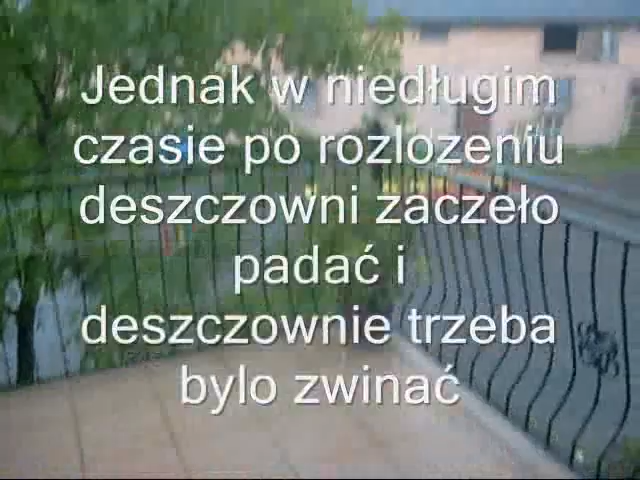 Jednak w niedługim
czasie po rozlozeniu
deszczowni zaczeło
padać i
deszczownie trzeba
bylo zwinać